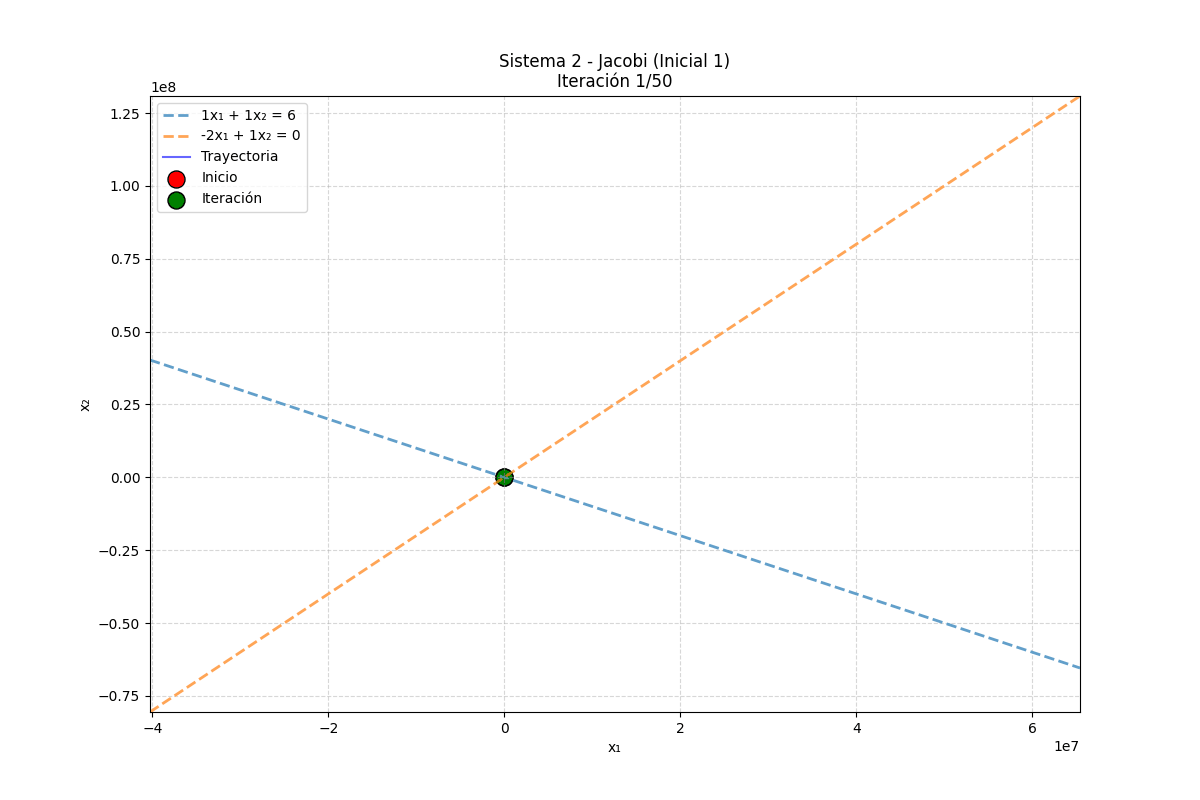 Sistema 2 - Jacobi (Inicial 1)
Iteración 1/50
1e8
1x₁ + 1x₂ = 6
-2x₁ + 1x₂ = 0
Trayectoria
Inicio
Iteración
1.25
1.00
0.75
0.50
0.25
0.00
−0.25
−0.50
−0.75
x₂
−4 −2 0 2 4 6
1e7
x₁